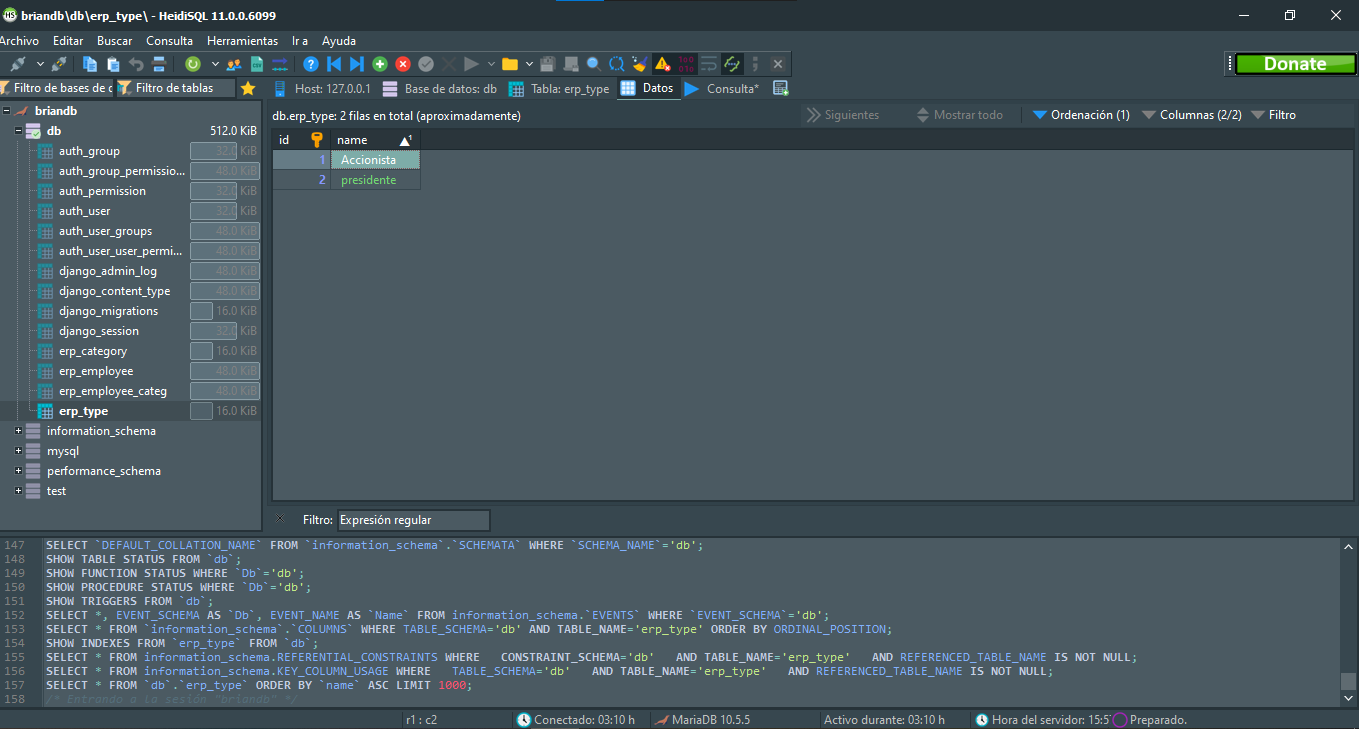 briandb\db\erp_type\ - HeidiSQL 11.0.0.6099
Archivo Editar Buscar Consulta Herramientas Ir a Ayuda
Donate
Filtro de bases de d Filtro de tablas
Host: 127.0.0.1 Base de datos: db Tabla: erp_type Datos Consulta*
briandb
db 512.0 KiB
auth_group 32.0 KiB
auth_group_permissio... 48.0 KiB
auth_permission 32.0 KiB
auth_user 32.0 KiB
auth_user_groups 48.0 KiB
auth_user_user_permi... 48.0 KiB
django_admin_log 48.0 KiB
django_content_type 48.0 KiB
django_migrations 16.0 KiB
django_session 32.0 KiB
erp_category 16.0 KiB
erp_employee 48.0 KiB
erp_employee_categ 48.0 KiB
erp_type 16.0 KiB
information_schema
mysql
performance_schema
test
db.erp_type: 2 filas en total (aproximadamente) Siguientes Mostrar todo Ordenación (1) Columnas (2/2) Filtro
id name 1
1 Accionista
2 presidente
Filtro: Expresión regular
147 SELECT `DEFAULT_COLLATION_NAME` FROM `information_schema`.`SCHEMATA` WHERE `SCHEMA_NAME`='db';
148 SHOW TABLE STATUS FROM `db`;
149 SHOW FUNCTION STATUS WHERE `Db`='db';
150 SHOW PROCEDURE STATUS WHERE `Db`='db';
151 SHOW TRIGGERS FROM `db`;
152 SELECT *, EVENT_SCHEMA AS `Db`, EVENT_NAME AS `Name` FROM information_schema.`EVENTS` WHERE `EVENT_SCHEMA`='db';
153 SELECT * FROM `information_schema`.`COLUMNS` WHERE TABLE_SCHEMA='db' AND TABLE_NAME='erp_type' ORDER BY ORDINAL_POSITION;
154 SHOW INDEXES FROM `erp_type` FROM `db`;
155 SELECT * FROM information_schema.REFERENTIAL_CONSTRAINTS WHERE CONSTRAINT_SCHEMA='db' AND TABLE_NAME='erp_type' AND REFERENCED_TABLE_NAME IS NOT NULL;
156 SELECT * FROM information_schema.KEY_COLUMN_USAGE WHERE TABLE_SCHEMA='db' AND TABLE_NAME='erp_type' AND REFERENCED_TABLE_NAME IS NOT NULL;
157 SELECT * FROM `db`.`erp_type` ORDER BY `name` ASC LIMIT 1000;
158 /* Entrando a la sesión "briandb" */
r1 : c2 Conectado: 03:10 h MariaDB 10.5.5 Activo durante: 03:10 h Hora del servidor: 15:5 Preparado.